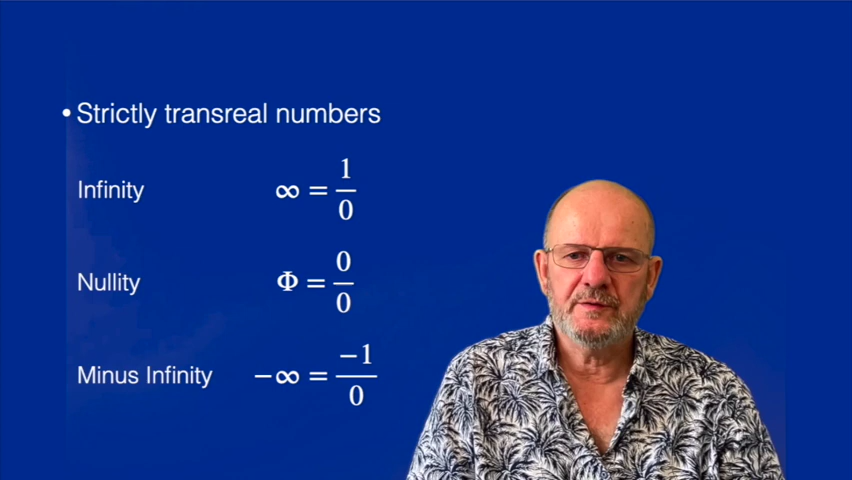 • Strictly transreal numbers
Infinity ∞ = 1/0
Nullity Φ = 0/0
Minus Infinity −∞ = −1/0